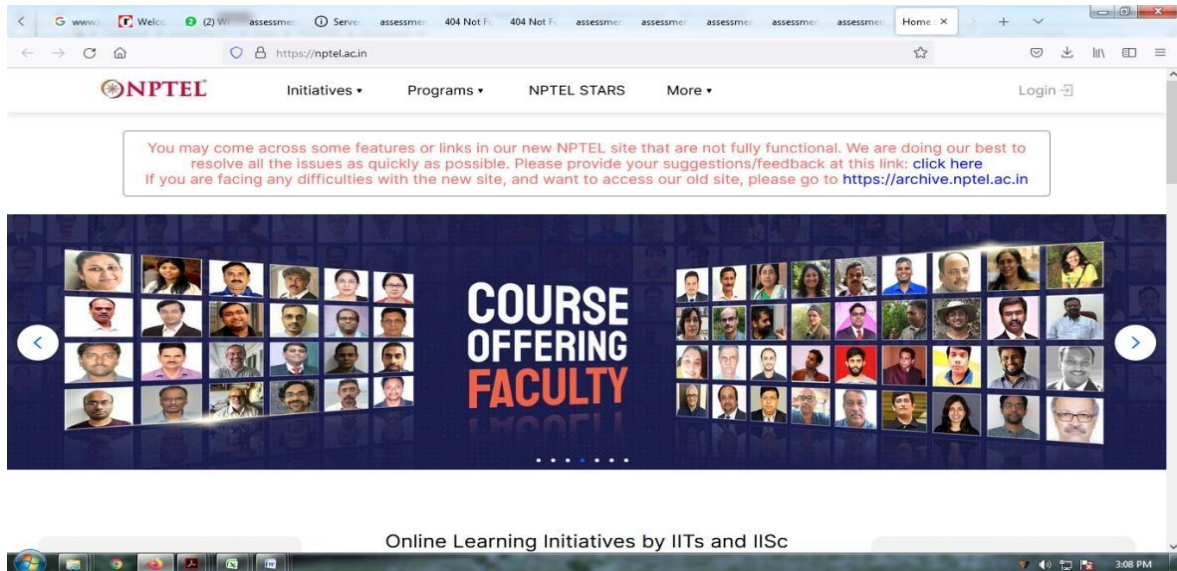 www.
Welco
(2) W
assessmen
Server
assessmen
404 Not Fo
404 Not Fo
assessmen
assessmen
assessmen
assessmen
assessmen
Home
https://nptel.ac.in
NPTEL
Initiatives
Programs
NPTEL STARS
More
Login
You may come across some features or links in our new NPTEL site that are not fully functional. We are doing our best to
resolve all the issues as quickly as possible. Please provide your suggestions/feedback at this link: click here
If you are facing any difficulties with the new site, and want to access our old site, please go to https://archive.nptel.ac.in
COURSE
OFFERING
FACULTY
Online Learning Initiatives by IITs and IISc
3:08 PM